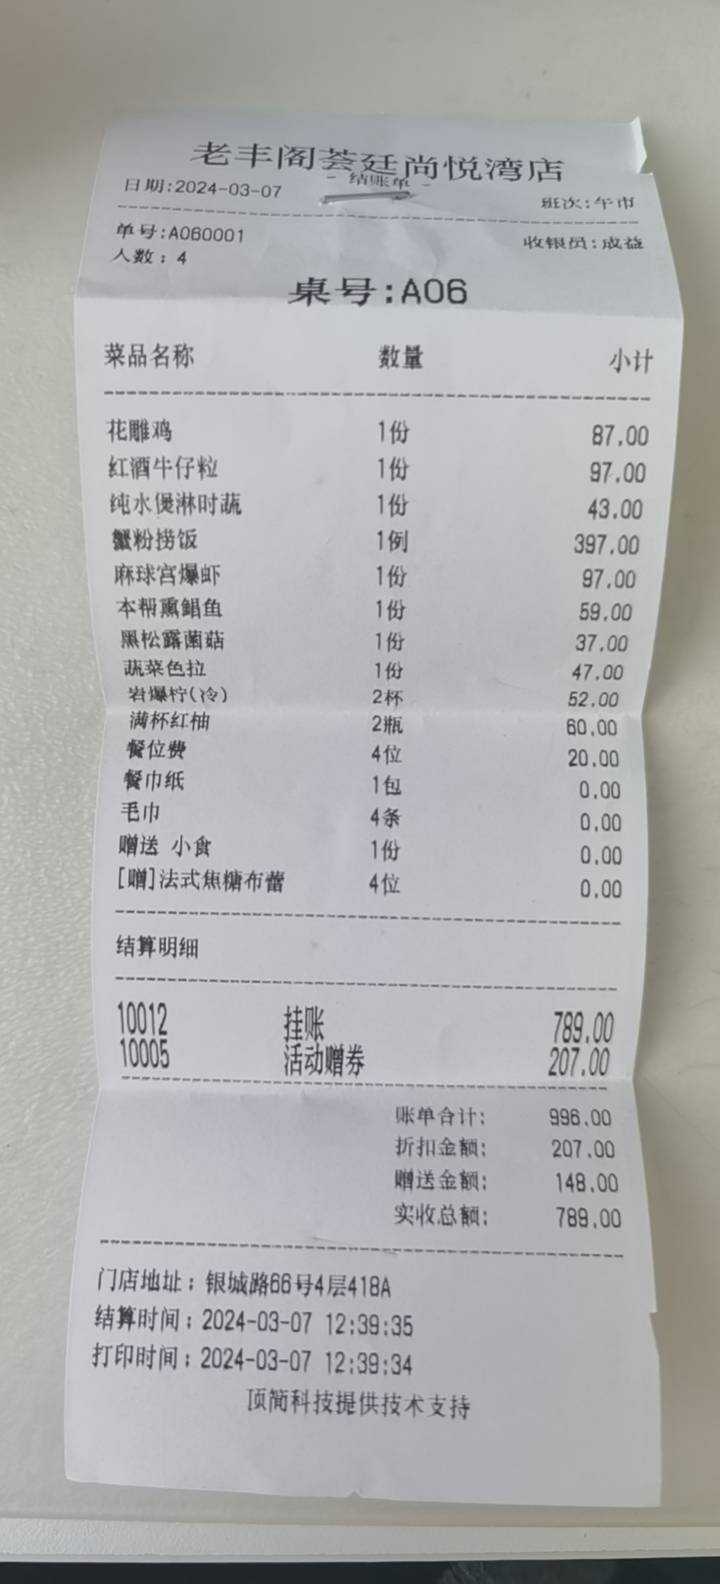 老丰阁荟廷尚悦湾店
- 结账单 -
日期:2024-03-07 班次:午市
单号:A060001 收银员:成益
人数：4
桌号:A06
菜品名称 数量 小计
花雕鸡 1份 87.00
红酒牛仔粒 1份 97.00
纯水煲淋时蔬 1份 43.00
蟹粉捞饭 1例 397.00
麻球宫爆虾 1份 97.00
本帮熏鲳鱼 1份 59.00
黑松露菌菇 1份 37.00
蔬菜色拉 1份 47.00
岩爆柠(冷) 2杯 52.00
满杯红柚 2瓶 60.00
餐位费 4位 20.00
餐巾纸 1包 0.00
毛巾 4条 0.00
赠送 小食 1份 0.00
[赠]法式焦糖布蕾 4位 0.00
结算明细
10012 挂账 789.00
10005 活动赠券 207.00
账单合计: 996.00
折扣金额: 207.00
赠送金额: 148.00
实收总额: 789.00
门店地址：银城路66号4层418A
结算时间：2024-03-07 12:39:35
打印时间：2024-03-07 12:39:34
顶简科技提供技术支持